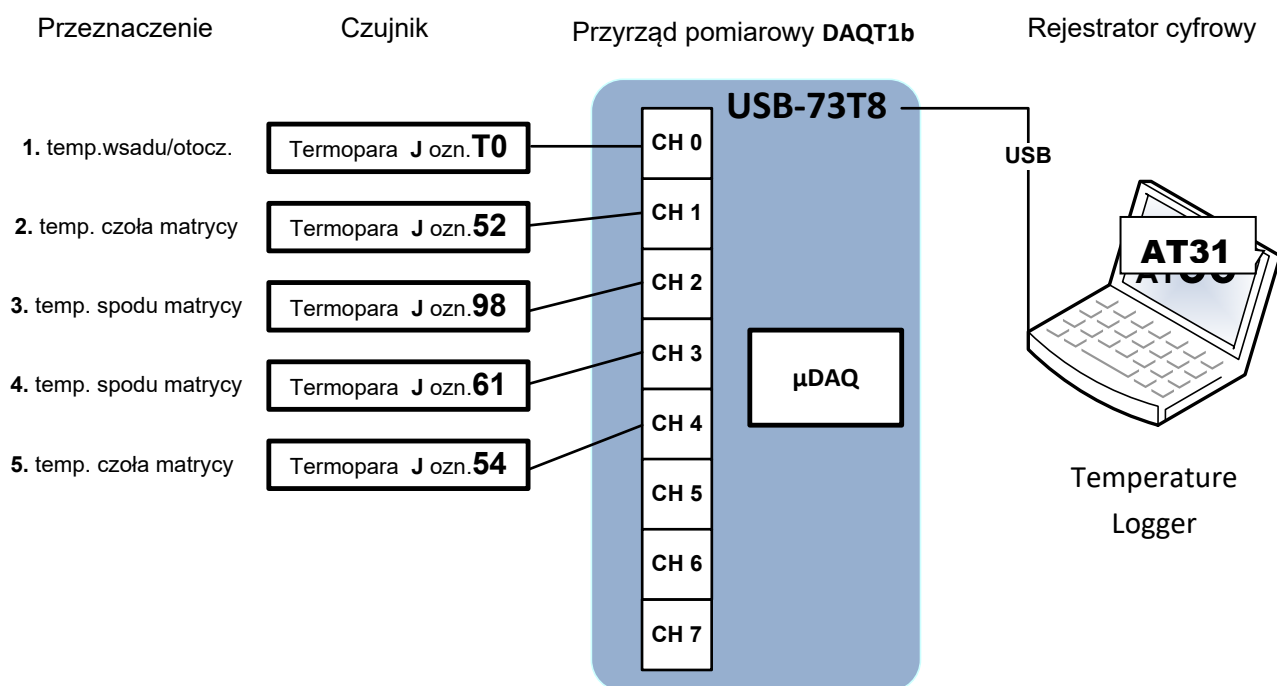 Przeznaczenie
Czujnik
Przyrząd pomiarowy DAQT1b
Rejestrator cyfrowy
USB-73T8
1. temp.wsadu/otocz.
Termopara J ozn.T0
CH 0
USB
2. temp. czoła matrycy
Termopara J ozn.52
CH 1
AT31
3. temp. spodu matrycy
Termopara J ozn.98
CH 2
4. temp. spodu matrycy
Termopara J ozn.61
CH 3
µDAQ
5. temp. czoła matrycy
Termopara J ozn.54
CH 4
CH 5
CH 6
CH 7
Temperature
Logger